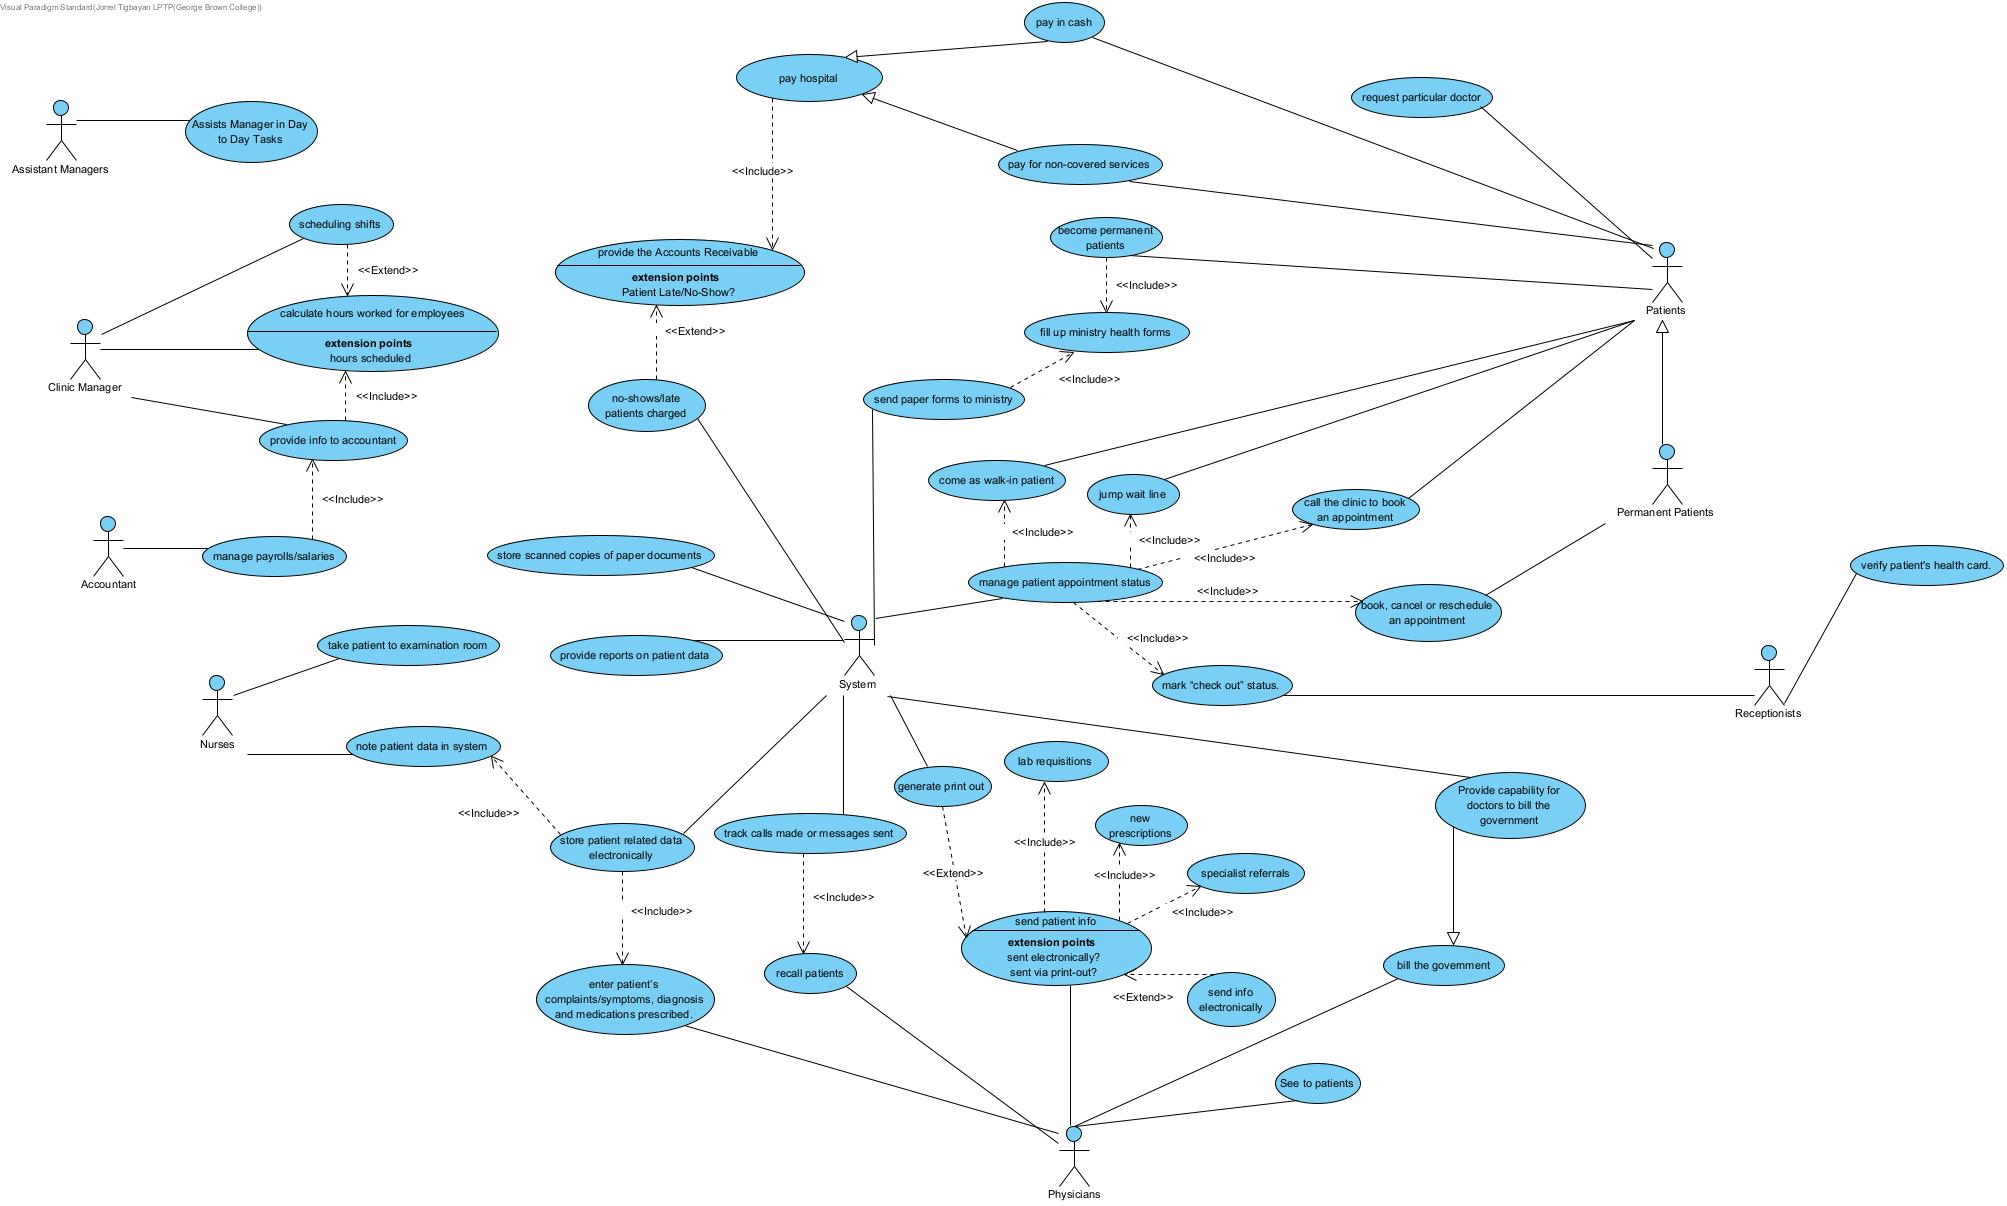 Visual Paradigm Standard(Jorrel Tigbayan LPTP(George Brown College))
pay in cash
pay hospital
request particular doctor
Assists Manager in Day
to Day Tasks
Assistant Managers
<<Include>>
pay for non-covered services
scheduling shifts
<<Extend>>
become permanent
patients
provide the Accounts Receivable
extension points
Patient Late/No-Show?
<<Include>>
Patients
calculate hours worked for employees
extension points
hours scheduled
<<Extend>>
fill up ministry health forms
Clinic Manager
<<Include>>
<<Include>>
no-shows/late
patients charged
send paper forms to ministry
provide info to accountant
<<Include>>
come as walk-in patient
jump wait line
call the clinic to book
an appointment
Permanent Patients
<<Include>>
<<Include>>
<<Include>>
manage payrolls/salaries
Accountant
store scanned copies of paper documents
manage patient appointment status
verify patient's health card.
<<Include>>
book, cancel or reschedule
an appointment
<<Include>>
take patient to examination room
provide reports on patient data
System
mark “check out” status.
Receptionists
Nurses
note patient data in system
lab requisitions
generate print out
Provide capability for
doctors to bill the
government
<<Include>>
new
prescriptions
track calls made or messages sent
store patient related data
electronically
<<Include>>
<<Extend>>
<<Include>>
specialist referrals
<<Include>>
<<Include>>
<<Include>>
send patient info
extension points
sent electronically?
sent via print-out?
recall patients
bill the government
enter patient’s
complaints/symptoms, diagnosis
and medications prescribed.
<<Extend>>
send info
electronically
See to patients
Physicians